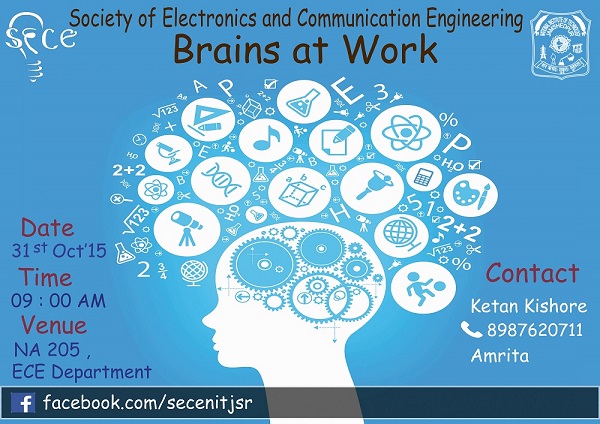 Society of Electronics and Communication Engineering
Brains at Work
sece
Date
31st Oct'15
Time
09 : 00 AM
Venue
NA 205 ,
ECE Department
Contact
Ketan Kishore
8987620711
Amrita
facebook.com/secenitjsr